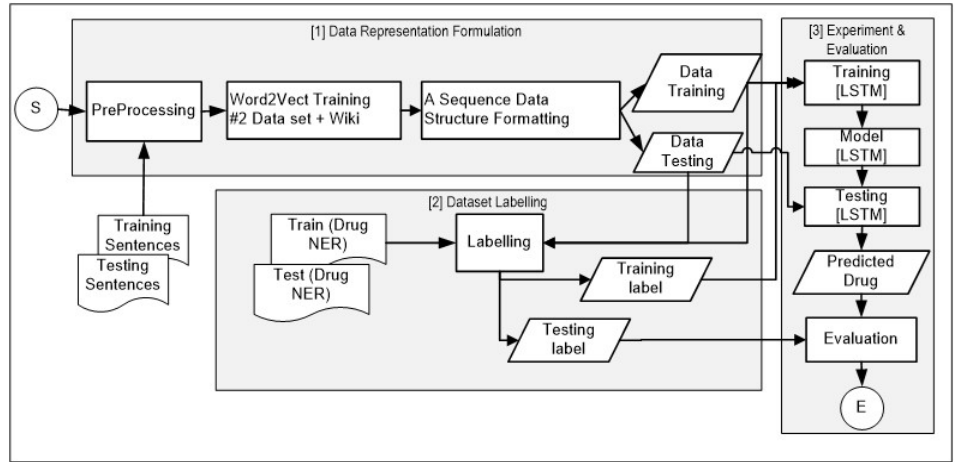 [1] Data Representation Formulation
[3] Experiment &
Evaluation
S
PreProcessing
Word2Vect Training
#2 Data set + Wiki
A Sequence Data
Structure Formatting
Data
Training
Data
Testing
Training
[LSTM]
Model
[LSTM]
Testing
[LSTM]
Predicted
Drug
Evaluation
E
[2] Dataset Labelling
Training
Sentences
Testing
Sentences
Train (Drug
NER)
Test (Drug
NER)
Labelling
Training
label
Testing
label